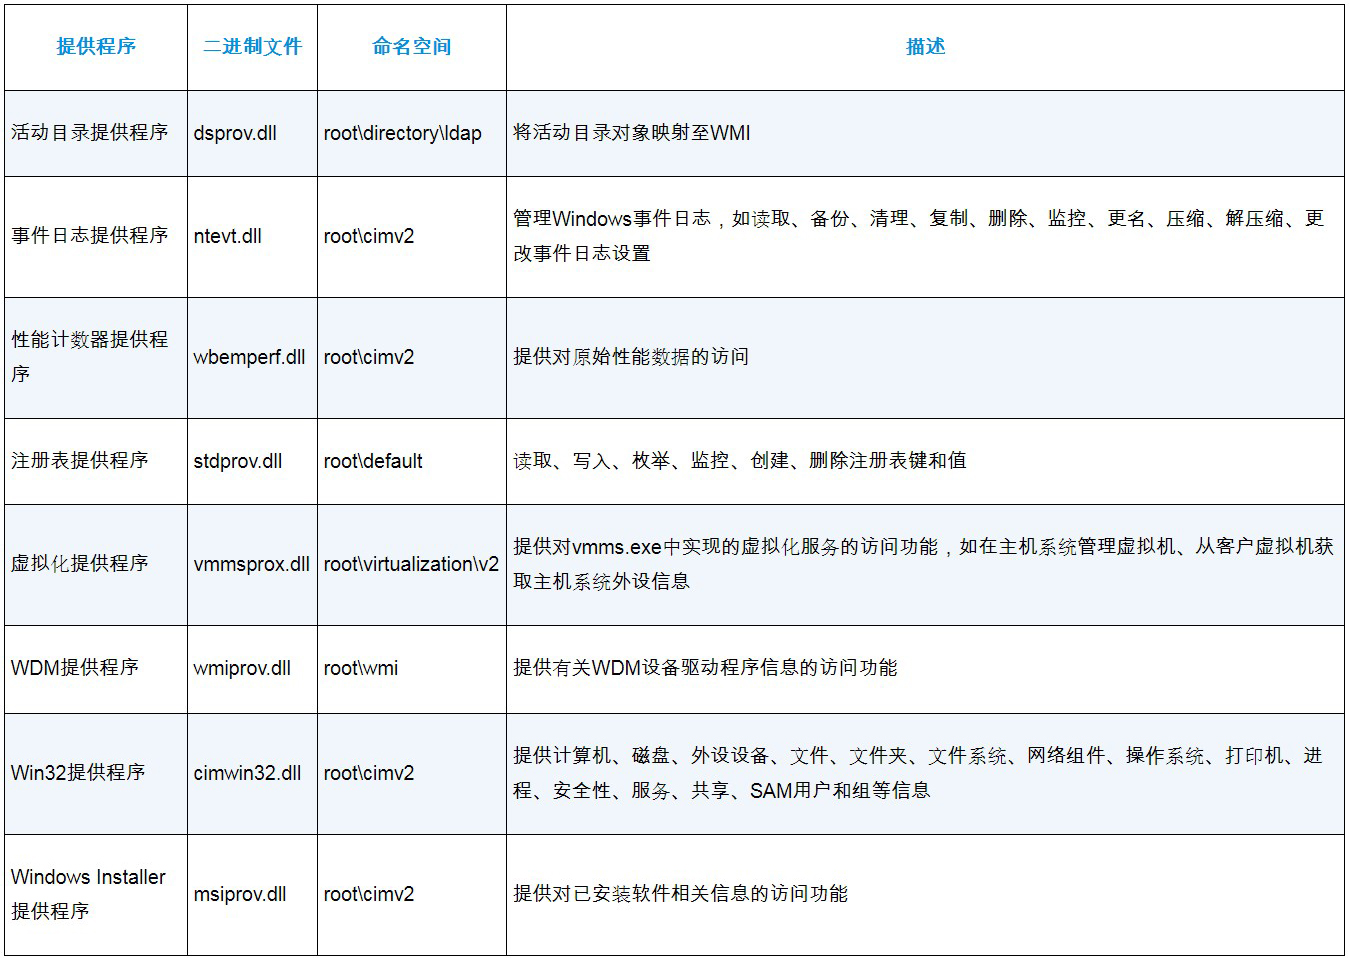 提供程序 二进制文件 命名空间 描述
活动目录提供程序 dsprov.dll root\directory\ldap 将活动目录对象映射至WMI
事件日志提供程序 ntevt.dll root\cimv2 管理Windows事件日志，如读取、备份、清理、复制、删除、监控、更名、压缩、解压缩、更
改事件日志设置
性能计数器提供程
序 wbemperf.dll root\cimv2 提供对原始性能数据的访问
注册表提供程序 stdprov.dll root\default 读取、写入、枚举、监控、创建、删除注册表键和值
虚拟化提供程序 vmmsprox.dll root\virtualization\v2 提供对vmms.exe中实现的虚拟化服务的访问功能，如在主机系统管理虚拟机、从客户虚拟机获
取主机系统外设信息
WDM提供程序 wmiprov.dll root\wmi 提供有关WDM设备驱动程序信息的访问功能
Win32提供程序 cimwin32.dll root\cimv2 提供计算机、磁盘、外设设备、文件、文件夹、文件系统、网络组件、操作系统、打印机、进
程、安全性、服务、共享、SAM用户和组等信息
Windows Installer
提供程序 msiprov.dll root\cimv2 提供对已安装软件相关信息的访问功能